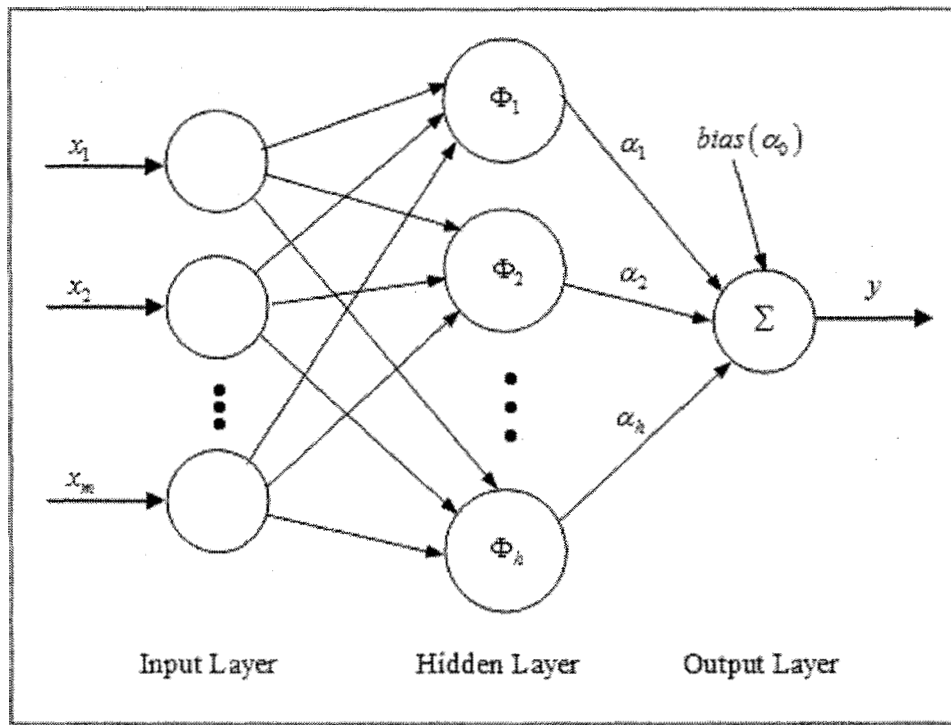 x₁
x₂
xₘ
Φ₁
Φ₂
Φₕ
α₁
α₂
αₕ
bias(α₀)
Σ
y
Input Layer Hidden Layer Output Layer